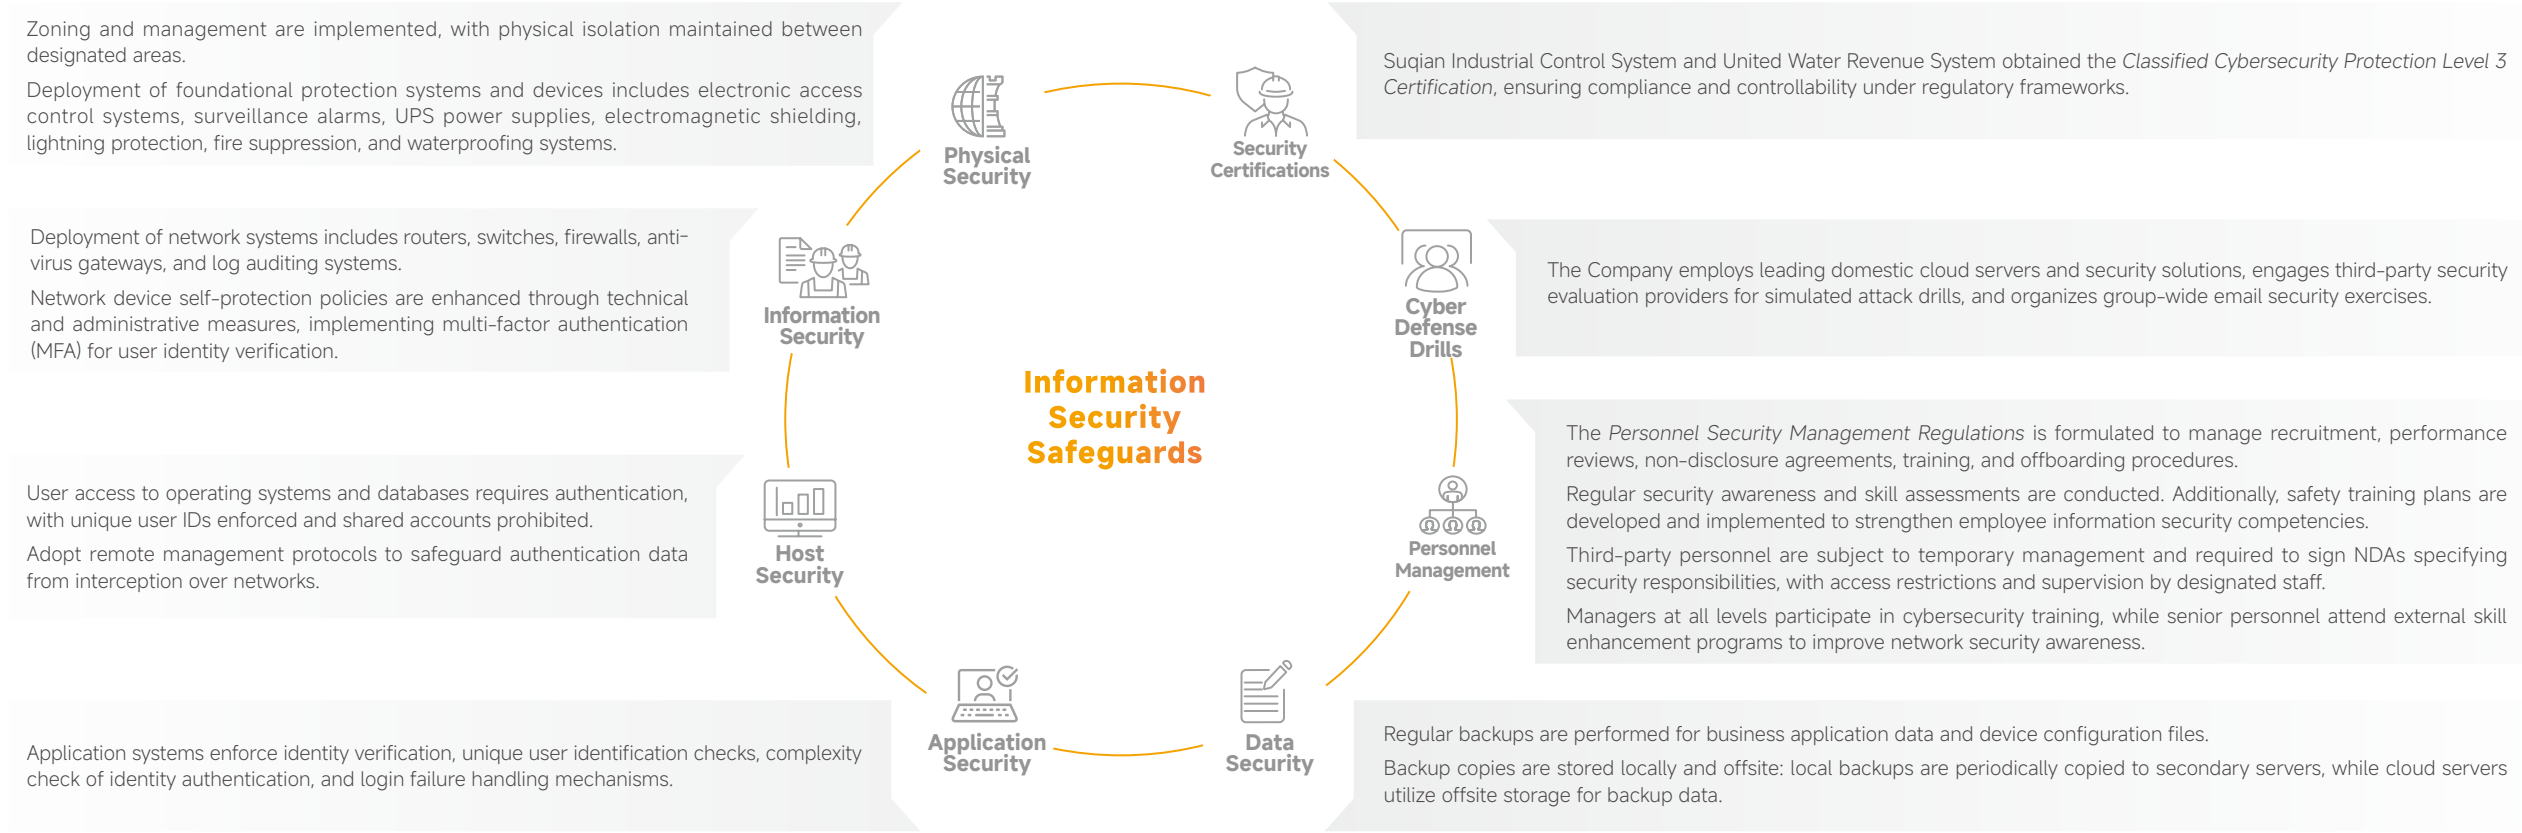 Zoning and management are implemented, with physical isolation maintained between
designated areas.
Deployment of foundational protection systems and devices includes electronic access
control systems, surveillance alarms, UPS power supplies, electromagnetic shielding,
lightning protection, fire suppression, and waterproofing systems.
Physical
Security
Security
Certifications
Suqian Industrial Control System and United Water Revenue System obtained the Classified Cybersecurity Protection Level 3
Certification, ensuring compliance and controllability under regulatory frameworks.
Deployment of network systems includes routers, switches, firewalls, anti-
virus gateways, and log auditing systems.
Network device self-protection policies are enhanced through technical
and administrative measures, implementing multi-factor authentication
(MFA) for user identity verification.
Information
Security
Cyber
Defense
Drills
The Company employs leading domestic cloud servers and security solutions, engages third-party security
evaluation providers for simulated attack drills, and organizes group-wide email security exercises.
Information
Security
Safeguards
User access to operating systems and databases requires authentication,
with unique user IDs enforced and shared accounts prohibited.
Adopt remote management protocols to safeguard authentication data
from interception over networks.
Host
Security
Personnel
Management
The Personnel Security Management Regulations is formulated to manage recruitment, performance
reviews, non-disclosure agreements, training, and offboarding procedures.
Regular security awareness and skill assessments are conducted. Additionally, safety training plans are
developed and implemented to strengthen employee information security competencies.
Third-party personnel are subject to temporary management and required to sign NDAs specifying
security responsibilities, with access restrictions and supervision by designated staff.
Managers at all levels participate in cybersecurity training, while senior personnel attend external skill
enhancement programs to improve network security awareness.
Application systems enforce identity verification, unique user identification checks, complexity
check of identity authentication, and login failure handling mechanisms.
Application
Security
Data
Security
Regular backups are performed for business application data and device configuration files.
Backup copies are stored locally and offsite: local backups are periodically copied to secondary servers, while cloud servers
utilize offsite storage for backup data.